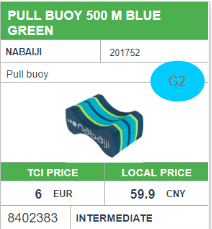 PULL BUOY 500 M BLUE
GREEN
NABAIJI 201752
Pull buoy
G2
nabaiji
TCI PRICE LOCAL PRICE
6 EUR 59.9 CNY
8402383 INTERMEDIATE